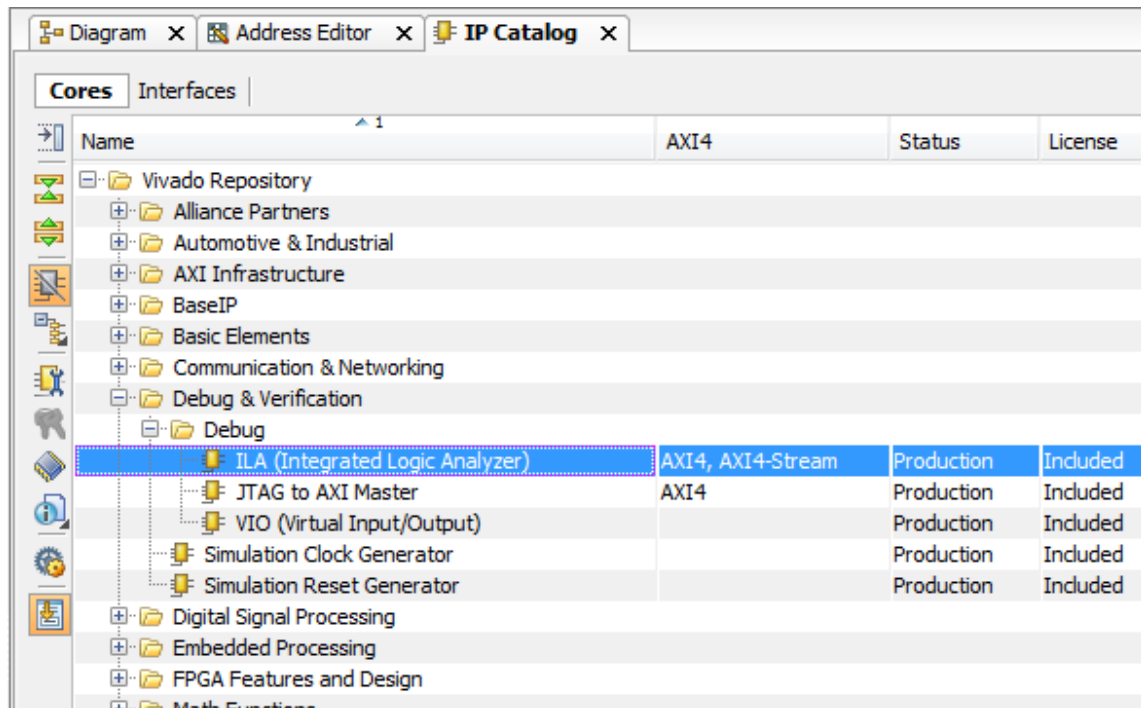 Diagram Address Editor IP Catalog
Cores Interfaces
Name 1 AXI4 Status License
Vivado Repository
Alliance Partners
Automotive & Industrial
AXI Infrastructure
BaseIP
Basic Elements
Communication & Networking
Debug & Verification
Debug
ILA (Integrated Logic Analyzer) AXI4, AXI4-Stream Production Included
JTAG to AXI Master AXI4 Production Included
VIO (Virtual Input/Output) Production Included
Simulation Clock Generator Production Included
Simulation Reset Generator Production Included
Digital Signal Processing
Embedded Processing
FPGA Features and Design
Math Functions